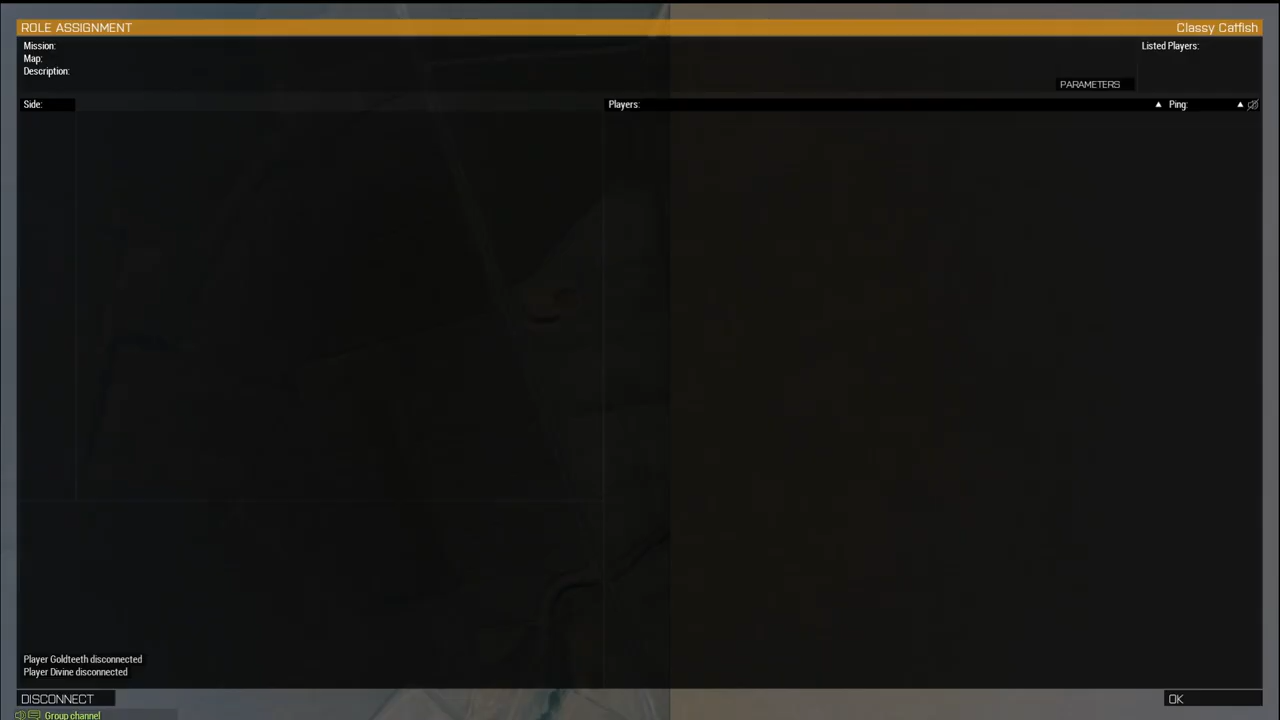 ROLE ASSIGNMENT Classy Catfish
Mission: Listed Players:
Map:
Description:
PARAMETERS
Side: Players: Ping:
Player Goldteeth disconnected
Player Divine disconnected
DISCONNECT OK
Group channel